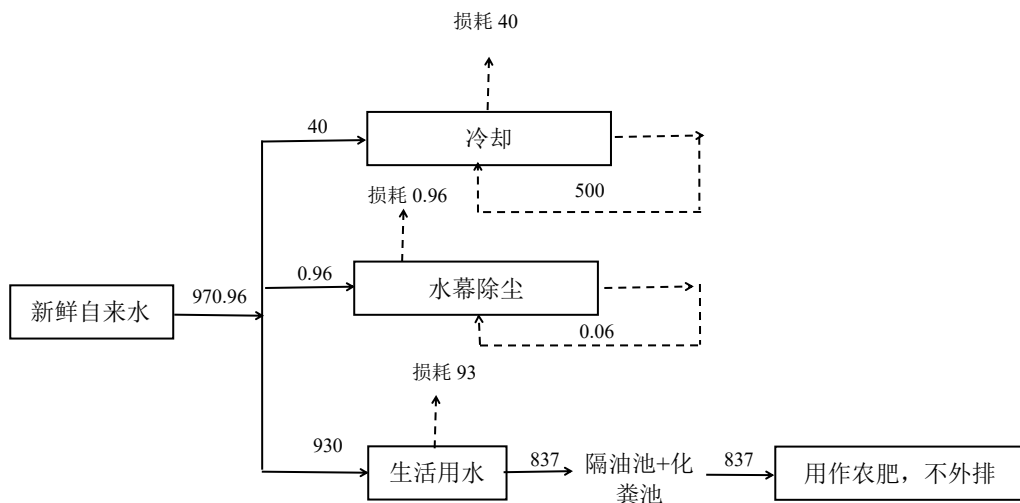 损耗 40
40
冷却
500
损耗 0.96
0.96
水幕除尘
0.06
新鲜自来水
970.96
损耗 93
930
生活用水
837
隔油池+化
粪池
837
用作农肥，不外排